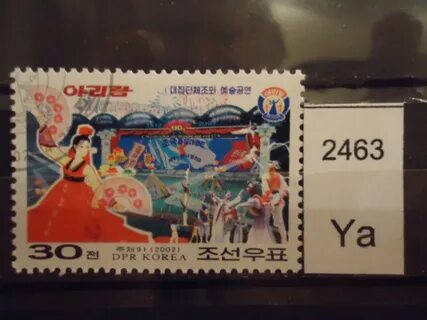 아리랑
대집단체조와 예술공연
30전
주체91(2002)
DPR KOREA
조선우표
2463
Ya